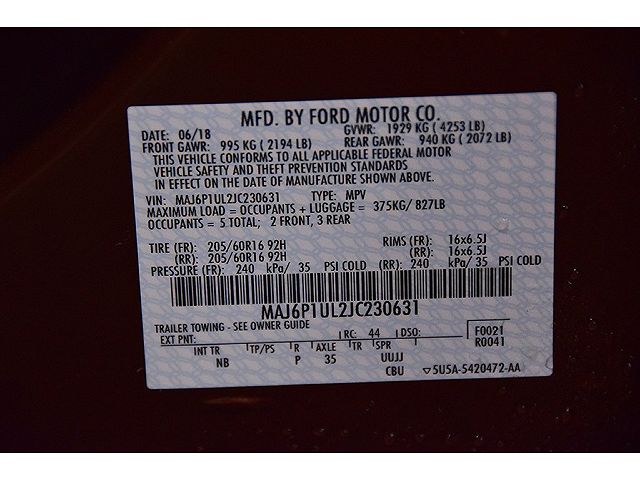 MFD. BY FORD MOTOR CO.
DATE: 06/18 GVWR: 1929 KG ( 4253 LB)
FRONT GAWR: 995 KG ( 2194 LB) REAR GAWR: 940 KG ( 2072 LB)
THIS VEHICLE CONFORMS TO ALL APPLICABLE FEDERAL MOTOR
VEHICLE SAFETY AND THEFT PREVENTION STANDARDS
IN EFFECT ON THE DATE OF MANUFACTURE SHOWN ABOVE.
VIN: MAJ6P1UL2JC230631 TYPE: MPV
MAXIMUM LOAD = OCCUPANTS + LUGGAGE = 375KG/ 827LB
OCCUPANTS = 5 TOTAL; 2 FRONT, 3 REAR
TIRE (FR): 205/60R16 92H RIMS (FR): 16x6.5J
(RR): 205/60R16 92H (RR): 16x6.5J
PRESSURE (FR): 240 kPa/ 35 PSI COLD (RR): 240 kPa/ 35 PSI COLD
MAJ6P1UL2JC230631
TRAILER TOWING - SEE OWNER GUIDE
EXT PNT: RC: 44 DSO: F0021
R0041
INT TR TP/PS R AXLE TR SPR
NB P 35 UUJJ
CBU ▽5USA-5420472-AA